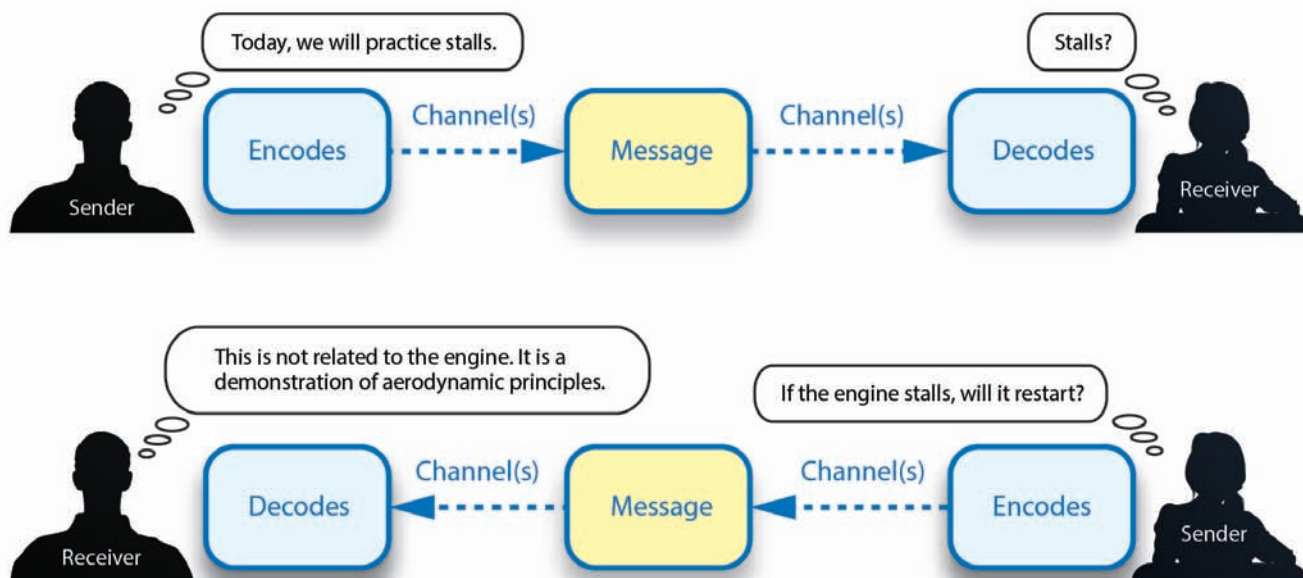 Today, we will practice stalls.
Stalls?
Channel(s)
Channel(s)
Encodes
Message
Decodes
Sender
Receiver
This is not related to the engine. It is a
demonstration of aerodynamic principles.
If the engine stalls, will it restart?
Channel(s)
Channel(s)
Decodes
Message
Encodes
Receiver
Sender